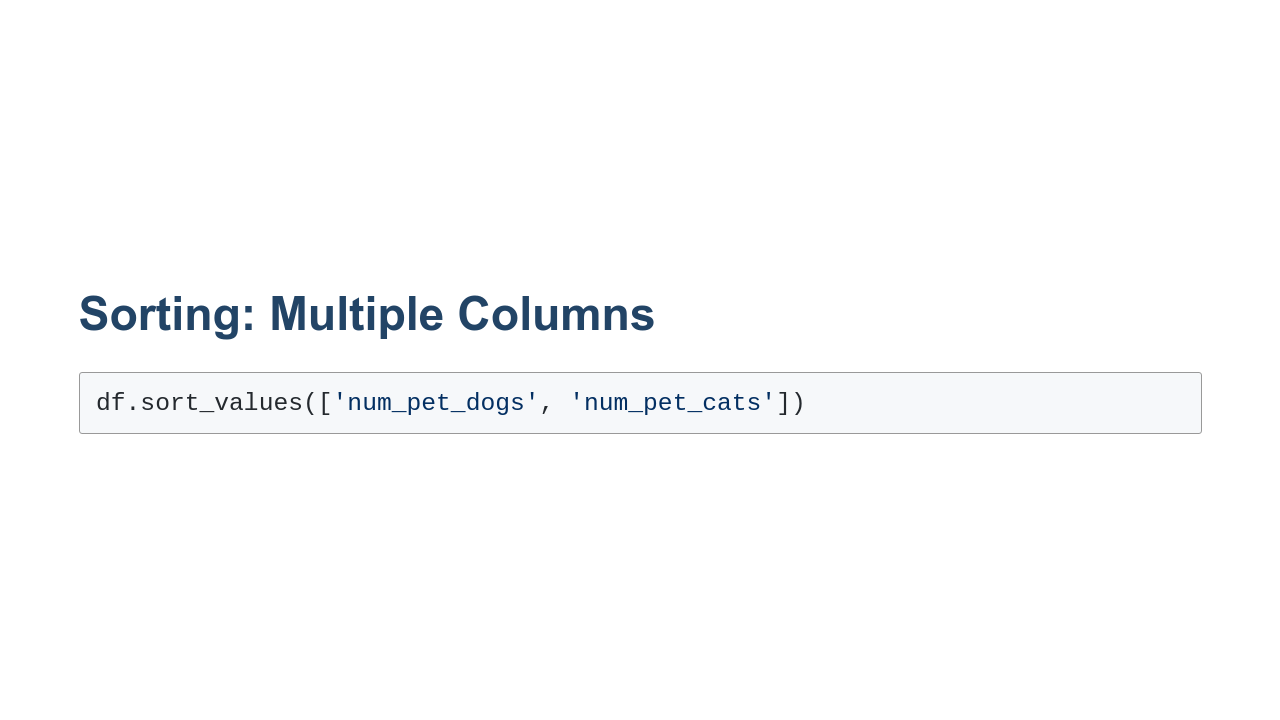 Sorting: Multiple Columns
df.sort_values(['num_pet_dogs', 'num_pet_cats'])